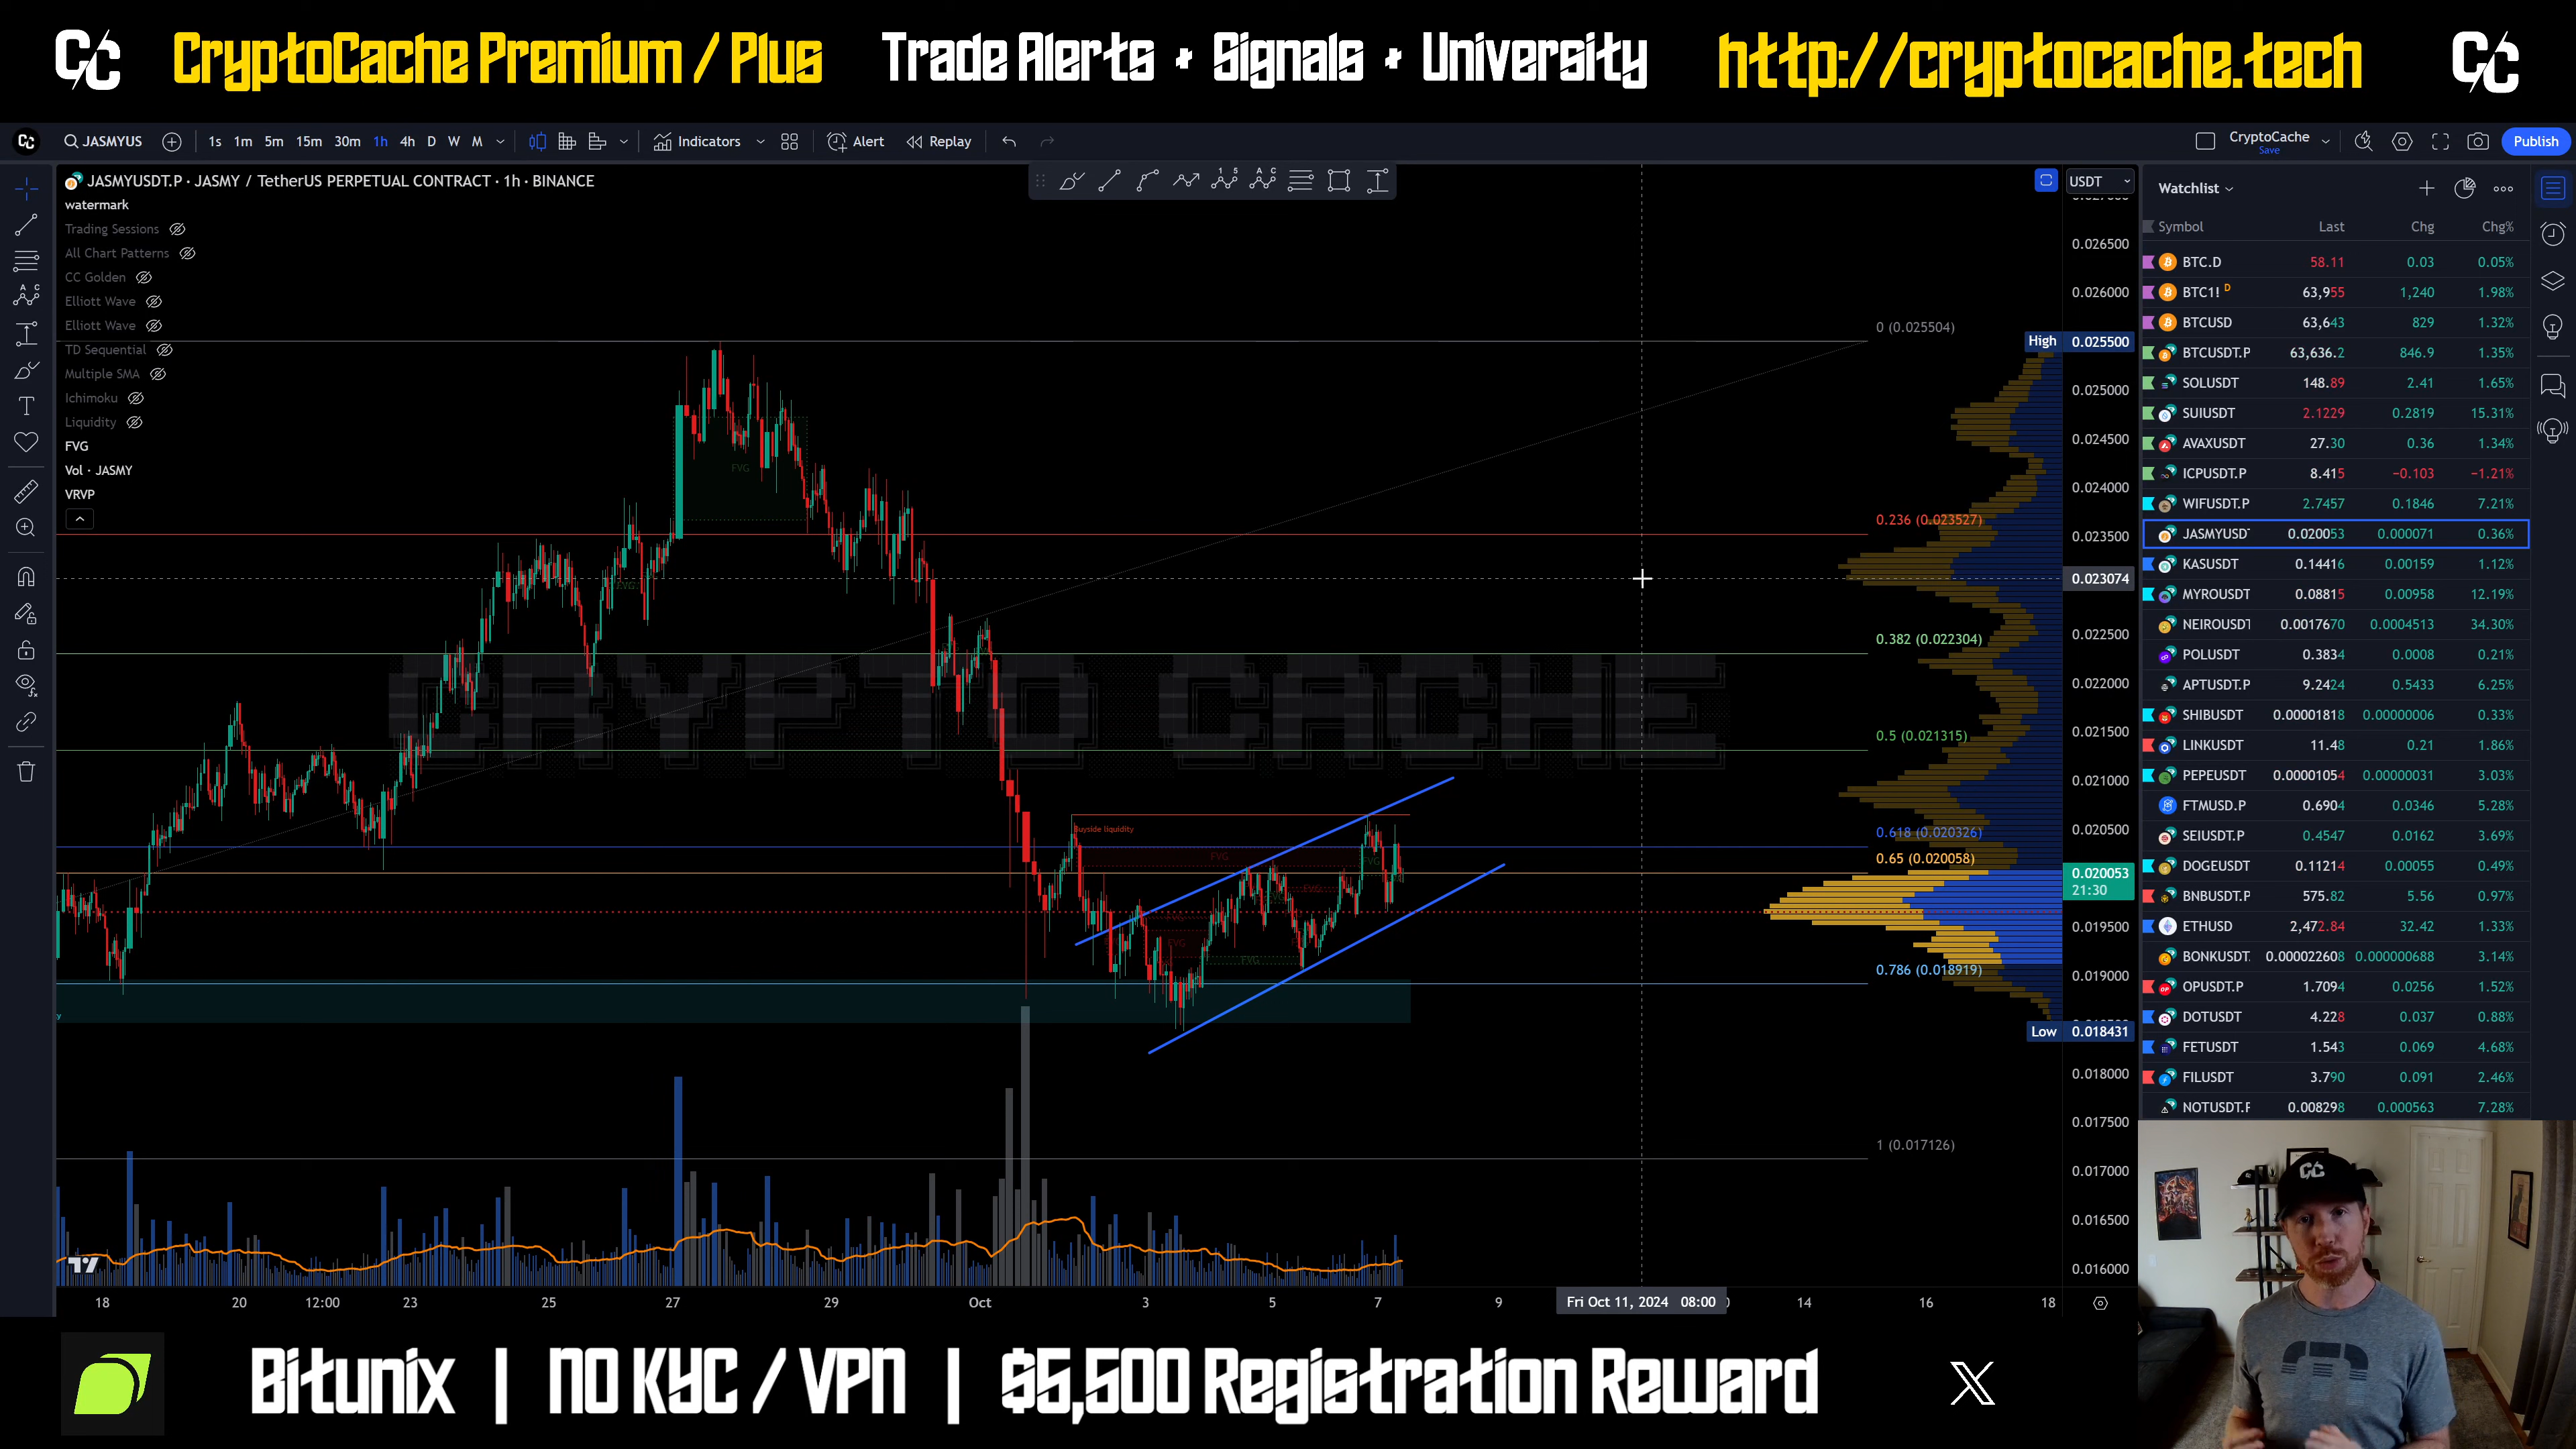 CC CryptoCache Premium / Plus Trade Alerts + Signals + University http://cryptocache.tech CC
CC JASMYUS 1s 1m 5m 15m 30m 1h 4h D W M Indicators Alert Replay CryptoCache Save Publish
JASMYUSDT.P · JASMY / TetherUS PERPETUAL CONTRACT · 1h · BINANCE
watermark
Trading Sessions
All Chart Patterns
CC Golden
Elliott Wave
Elliott Wave
TD Sequential
Multiple SMA
Ichimoku
Liquidity
FVG
Vol · JASMY
VRVP
CRYPTO CACHE
FVG
FVG
Buyside liquidity
FVG
FVG
FVG
FVG
FVG
0 (0.025504)
0.236 (0.023527)
0.382 (0.022304)
0.5 (0.021315)
0.618 (0.020326)
0.65 (0.020058)
0.786 (0.018919)
1 (0.017126)
USDT
0.026500
0.026000
High 0.025500
0.025000
0.024500
0.024000
0.023500
0.023074
0.022500
0.022000
0.021500
0.021000
0.020500
0.020053
21:30
0.019500
0.019000
Low 0.018431
0.018000
0.017500
0.017000
0.016500
0.016000
18 20 12:00 23 25 27 29 Oct 3 5 7 9 Fri Oct 11, 2024 08:00 14 16 18
Watchlist
Symbol Last Chg Chg%
BTC.D 58.11 0.03 0.05%
BTC1! D 63,955 1,240 1.98%
BTCUSD 63,643 829 1.32%
BTCUSDT.P 63,636.2 846.9 1.35%
SOLUSDT 148.89 2.41 1.65%
SUIUSDT 2.1229 0.2819 15.31%
AVAXUSDT 27.30 0.36 1.34%
ICPUSDT.P 8.415 −0.103 −1.21%
WIFUSDT.P 2.7457 0.1846 7.21%
JASMYUSD 0.020053 0.000071 0.36%
KASUSDT 0.14416 0.00159 1.12%
MYROUSDT 0.08815 0.00958 12.19%
NEIROUSDT 0.0017670 0.0004513 34.30%
POLUSDT 0.3834 0.0008 0.21%
APTUSDT.P 9.2424 0.5433 6.25%
SHIBUSDT 0.00001818 0.00000006 0.33%
LINKUSDT 11.48 0.21 1.86%
PEPEUSDT 0.00001054 0.00000031 3.03%
FTMUSD.P 0.6904 0.0346 5.28%
SEIUSDT.P 0.4547 0.0162 3.69%
DOGEUSDT 0.11214 0.00055 0.49%
BNBUSDT.P 575.82 5.56 0.97%
ETHUSD 2,472.84 32.42 1.33%
BONKUSDT. 0.000022608 0.000000688 3.14%
OPUSDT.P 1.7094 0.0256 1.52%
DOTUSDT 4.228 0.037 0.88%
FETUSDT 1.543 0.069 4.68%
FILUSDT 3.790 0.091 2.46%
NOTUSDT.F 0.008298 0.000563 7.28%
CC
Bitunix | NO KYC / VPN | $5,500 Registration Reward X